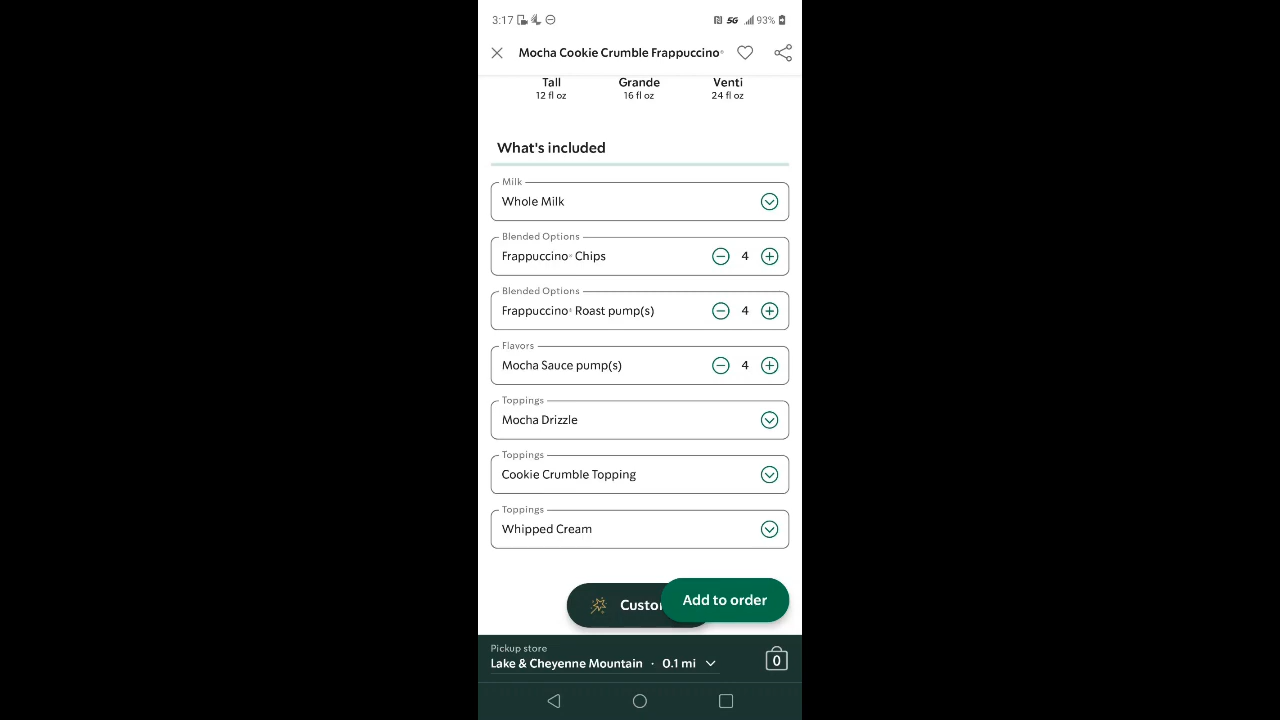 3:17 5G 93%
Mocha Cookie Crumble Frappuccino®
Tall Grande Venti
12 fl oz 16 fl oz 24 fl oz
What's included
Milk
Whole Milk
Blended Options
Frappuccino® Chips 4
Blended Options
Frappuccino® Roast pump(s) 4
Flavors
Mocha Sauce pump(s) 4
Toppings
Mocha Drizzle
Toppings
Cookie Crumble Topping
Toppings
Whipped Cream
Custo
Add to order
Pickup store
Lake & Cheyenne Mountain · 0.1 mi
0